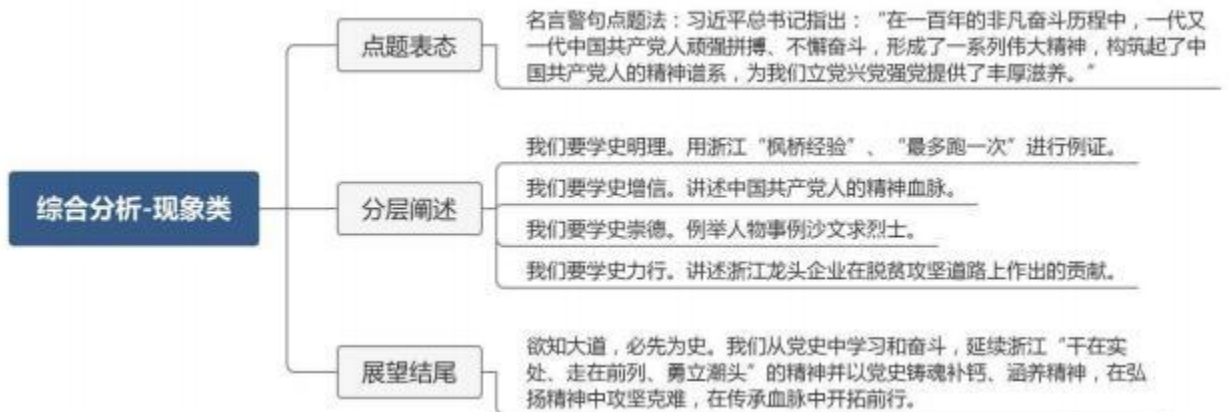 综合分析-现象类
点题表态
名言警句点题法：习近平总书记指出：“在一百年的非凡奋斗历程中，一代又
一代中国共产党人顽强拼搏、不懈奋斗，形成了一系列伟大精神，构筑起了中
国共产党人的精神谱系，为我们立党兴党强党提供了丰厚滋养。”
分层阐述
我们要学史明理。用浙江“枫桥经验”、“最多跑一次”进行例证。
我们要学史增信。讲述中国共产党人的精神血脉。
我们要学史崇德。例举人物事例沙文求烈士。
我们要学史力行。讲述浙江龙头企业在脱贫攻坚道路上作出的贡献。
展望结尾
欲知大道，必先为史。我们从党史中学习和奋斗，延续浙江“干在实
处、走在前列、勇立潮头”的精神并以党史铸魂补钙、涵养精神，在弘
扬精神中攻坚克难，在传承血脉中开拓前行。